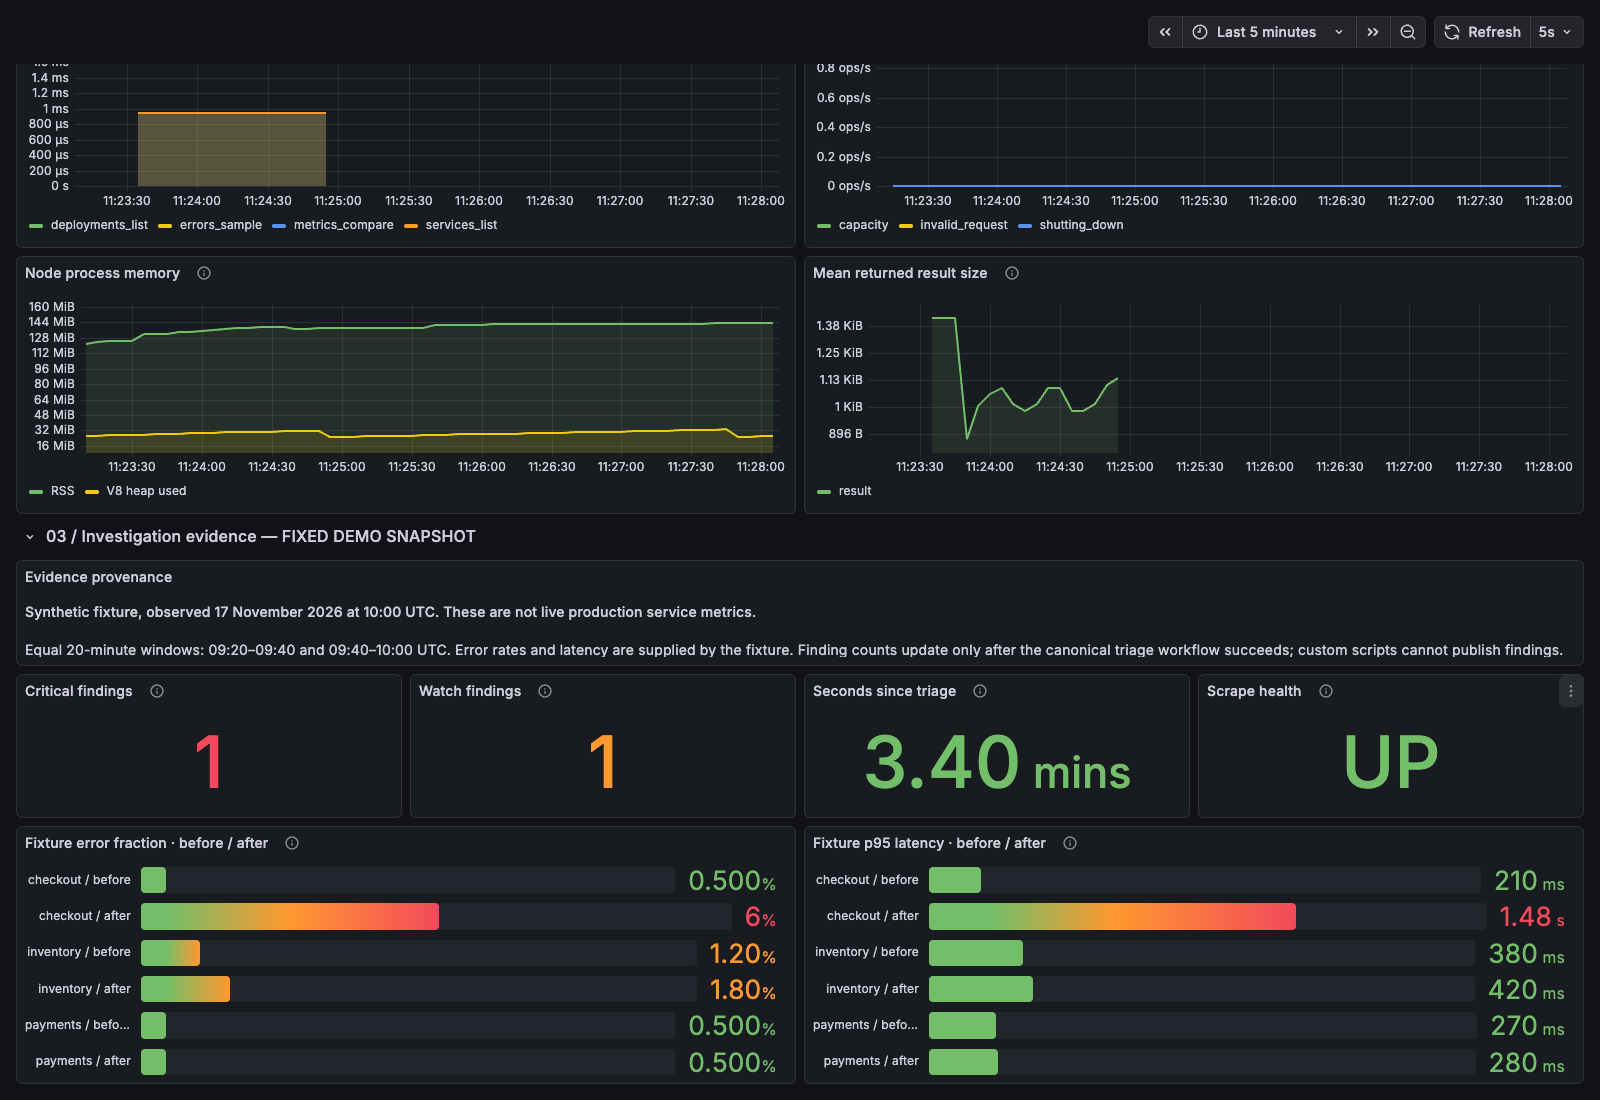 Last 5 minutes
Refresh
5s
1.4 ms
1.2 ms
1 ms
800 µs
600 µs
400 µs
200 µs
0 s
11:23:30 11:24:00 11:24:30 11:25:00 11:25:30 11:26:00 11:26:30 11:27:00 11:27:30 11:28:00
deployments_list errors_sample metrics_compare services_list
0.8 ops/s
0.6 ops/s
0.4 ops/s
0.2 ops/s
0 ops/s
11:23:30 11:24:00 11:24:30 11:25:00 11:25:30 11:26:00 11:26:30 11:27:00 11:27:30 11:28:00
capacity invalid_request shutting_down
Node process memory
160 MiB
144 MiB
128 MiB
112 MiB
96 MiB
80 MiB
64 MiB
48 MiB
32 MiB
16 MiB
11:23:30 11:24:00 11:24:30 11:25:00 11:25:30 11:26:00 11:26:30 11:27:00 11:27:30 11:28:00
RSS V8 heap used
Mean returned result size
1.38 KiB
1.25 KiB
1.13 KiB
1 KiB
896 B
11:23:30 11:24:00 11:24:30 11:25:00 11:25:30 11:26:00 11:26:30 11:27:00 11:27:30 11:28:00
result
03 / Investigation evidence — FIXED DEMO SNAPSHOT
Evidence provenance
Synthetic fixture, observed 17 November 2026 at 10:00 UTC. These are not live production service metrics.
Equal 20-minute windows: 09:20–09:40 and 09:40–10:00 UTC. Error rates and latency are supplied by the fixture. Finding counts update only after the canonical triage workflow succeeds; custom scripts cannot publish findings.
Critical findings
1
Watch findings
1
Seconds since triage
3.40 mins
Scrape health
UP
Fixture error fraction · before / after
checkout / before 0.500%
checkout / after 6%
inventory / before 1.20%
inventory / after 1.80%
payments / befo... 0.500%
payments / after 0.500%
Fixture p95 latency · before / after
checkout / before 210 ms
checkout / after 1.48 s
inventory / before 380 ms
inventory / after 420 ms
payments / befo... 270 ms
payments / after 280 ms